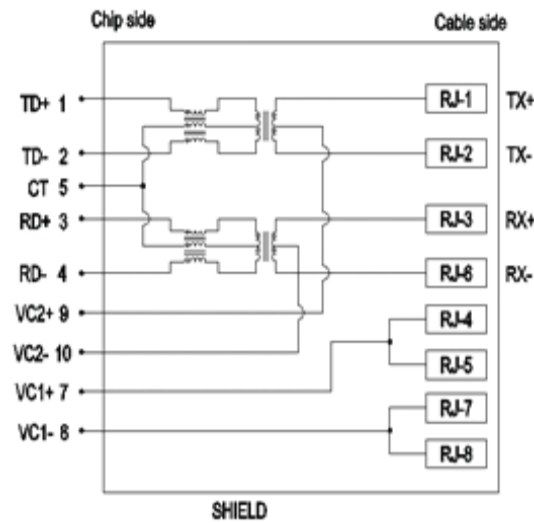 Chip side Cable side
TD+ 1 RJ-1 TX+
TD- 2 RJ-2 TX-
CT 5
RD+ 3 RJ-3 RX+
RD- 4 RJ-6 RX-
VC2+ 9 RJ-4
VC2- 10 RJ-5
VC1+ 7 RJ-7
VC1- 8 RJ-8
SHIELD